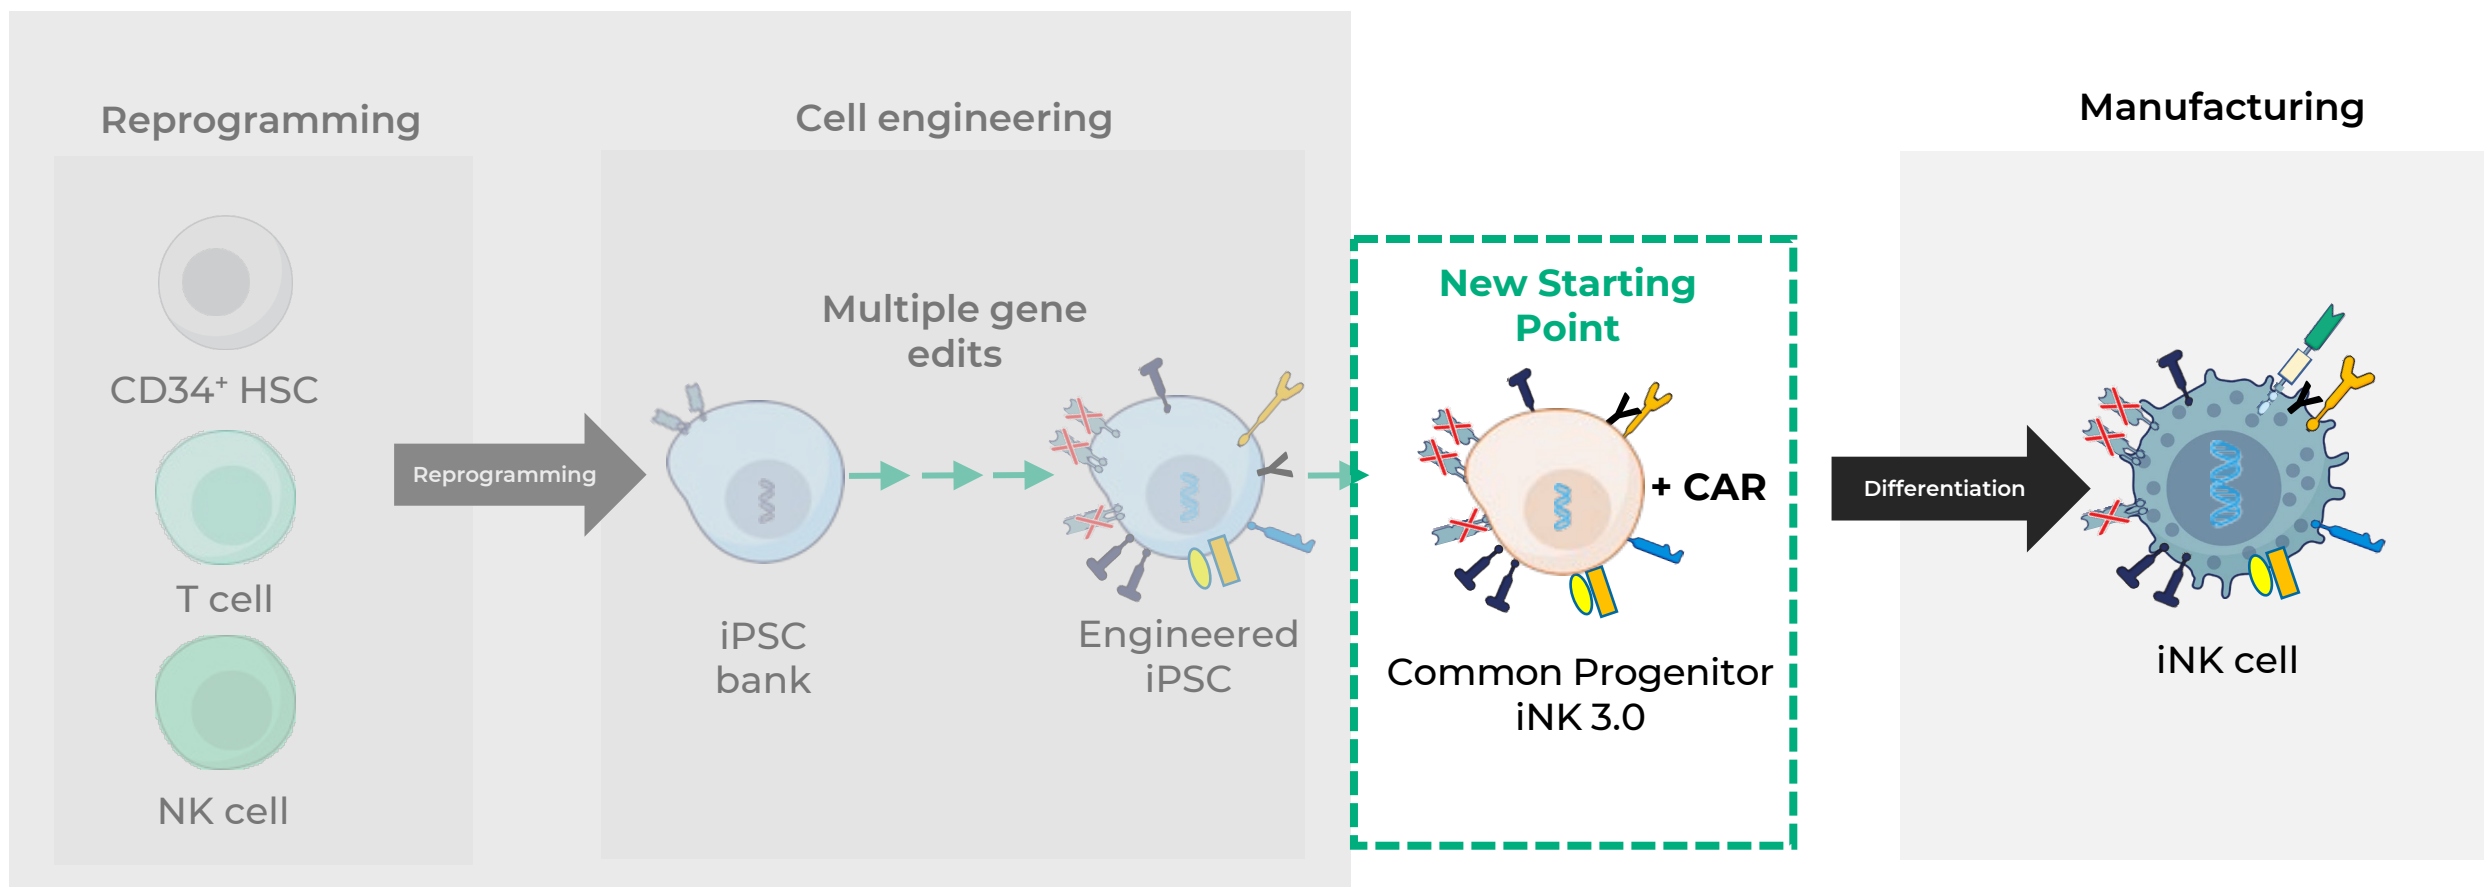 Reprogramming
CD34⁺ HSC
T cell
NK cell
Reprogramming
Cell engineering
Multiple gene
edits
iPSC
bank
Engineered
iPSC
New Starting
Point
+ CAR
Common Progenitor
iNK 3.0
Differentiation
Manufacturing
iNK cell